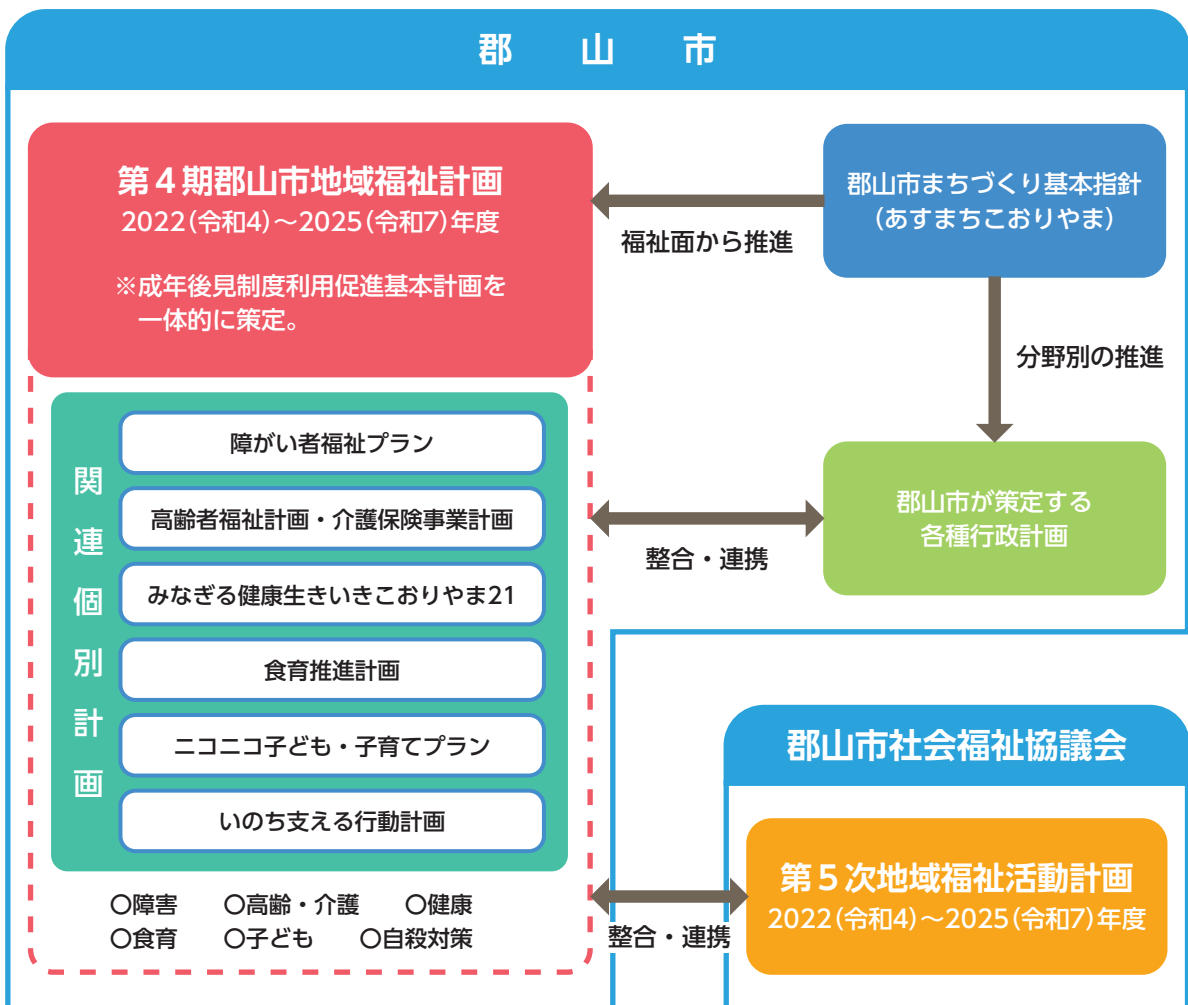 郡山市
第4期郡山市地域福祉計画
2022(令和4)～2025(令和7)年度
※成年後見制度利用促進基本計画を
一体的に策定。
福祉面から推進
郡山市まちづくり基本指針
(あすまちこおりやま)
分野別の推進
関連個別計画
障がい者福祉プラン
高齢者福祉計画・介護保険事業計画
みなぎる健康生きいきこおりやま21
食育推進計画
ニコニコ子ども・子育てプラン
いのち支える行動計画
整合・連携
郡山市が策定する
各種行政計画
〇障害　〇高齢・介護　〇健康
〇食育　〇子ども　〇自殺対策
整合・連携
郡山市社会福祉協議会
第5次地域福祉活動計画
2022(令和4)～2025(令和7)年度